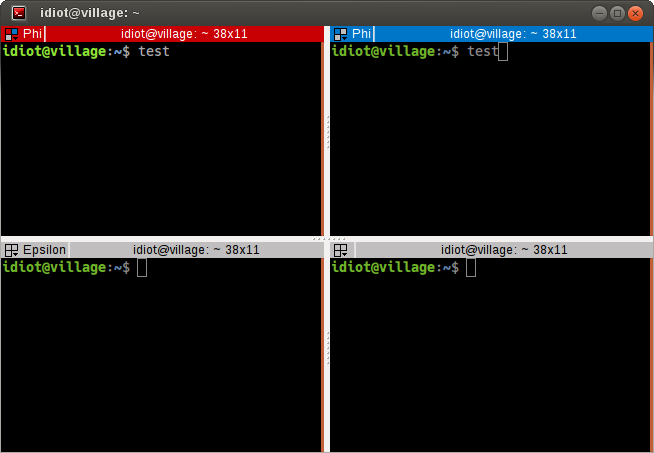 idiot@village: ~
Phi idiot@village: ~ 38x11
idiot@village:~$ test
Phi idiot@village: ~ 38x11
idiot@village:~$ test
Epsilon idiot@village: ~ 38x11
idiot@village:~$
idiot@village: ~ 38x11
idiot@village:~$